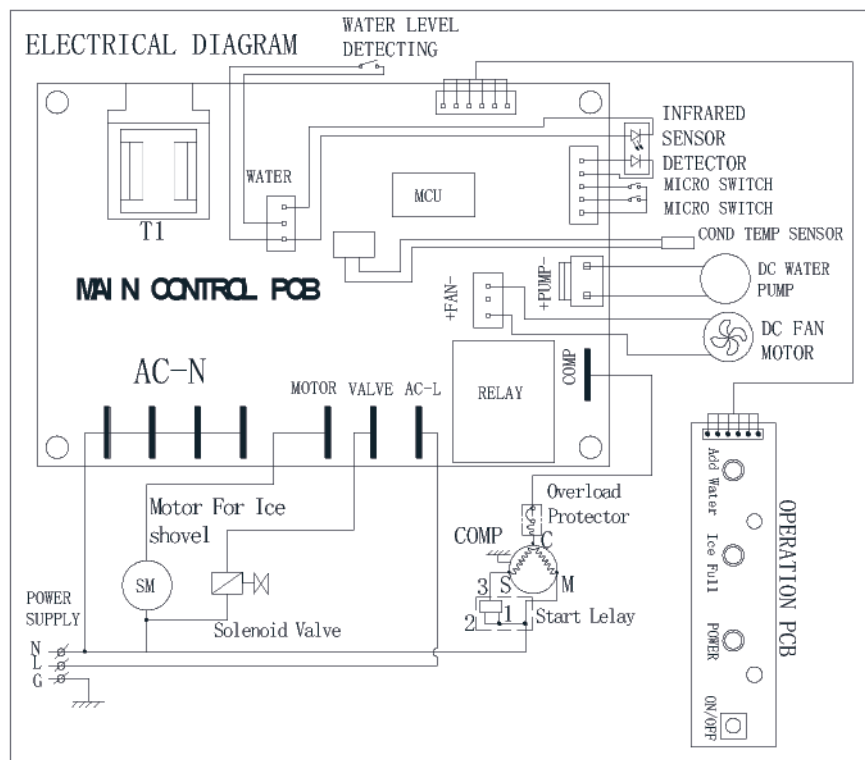 ELECTRICAL DIAGRAM
WATER LEVEL
DETECTING
T1
WATER
MCU
INFRARED
SENSOR
DETECTOR
MICRO SWITCH
MICRO SWITCH
COND TEMP SENSOR
MAIN CONTROL PCB
+FAN-
+PUMP-
DC WATER
PUMP
DC FAN
MOTOR
AC-N
MOTOR
VALVE
AC-L
RELAY
COMP
Motor For Ice
shovel
SM
Solenoid Valve
Overload
Protector
COMP
C
S
M
3
2
1
Start Lelay
POWER
SUPPLY
N
L
G
Add Water
Ice Full
POWER
ON/OFF
OPERATION PCB